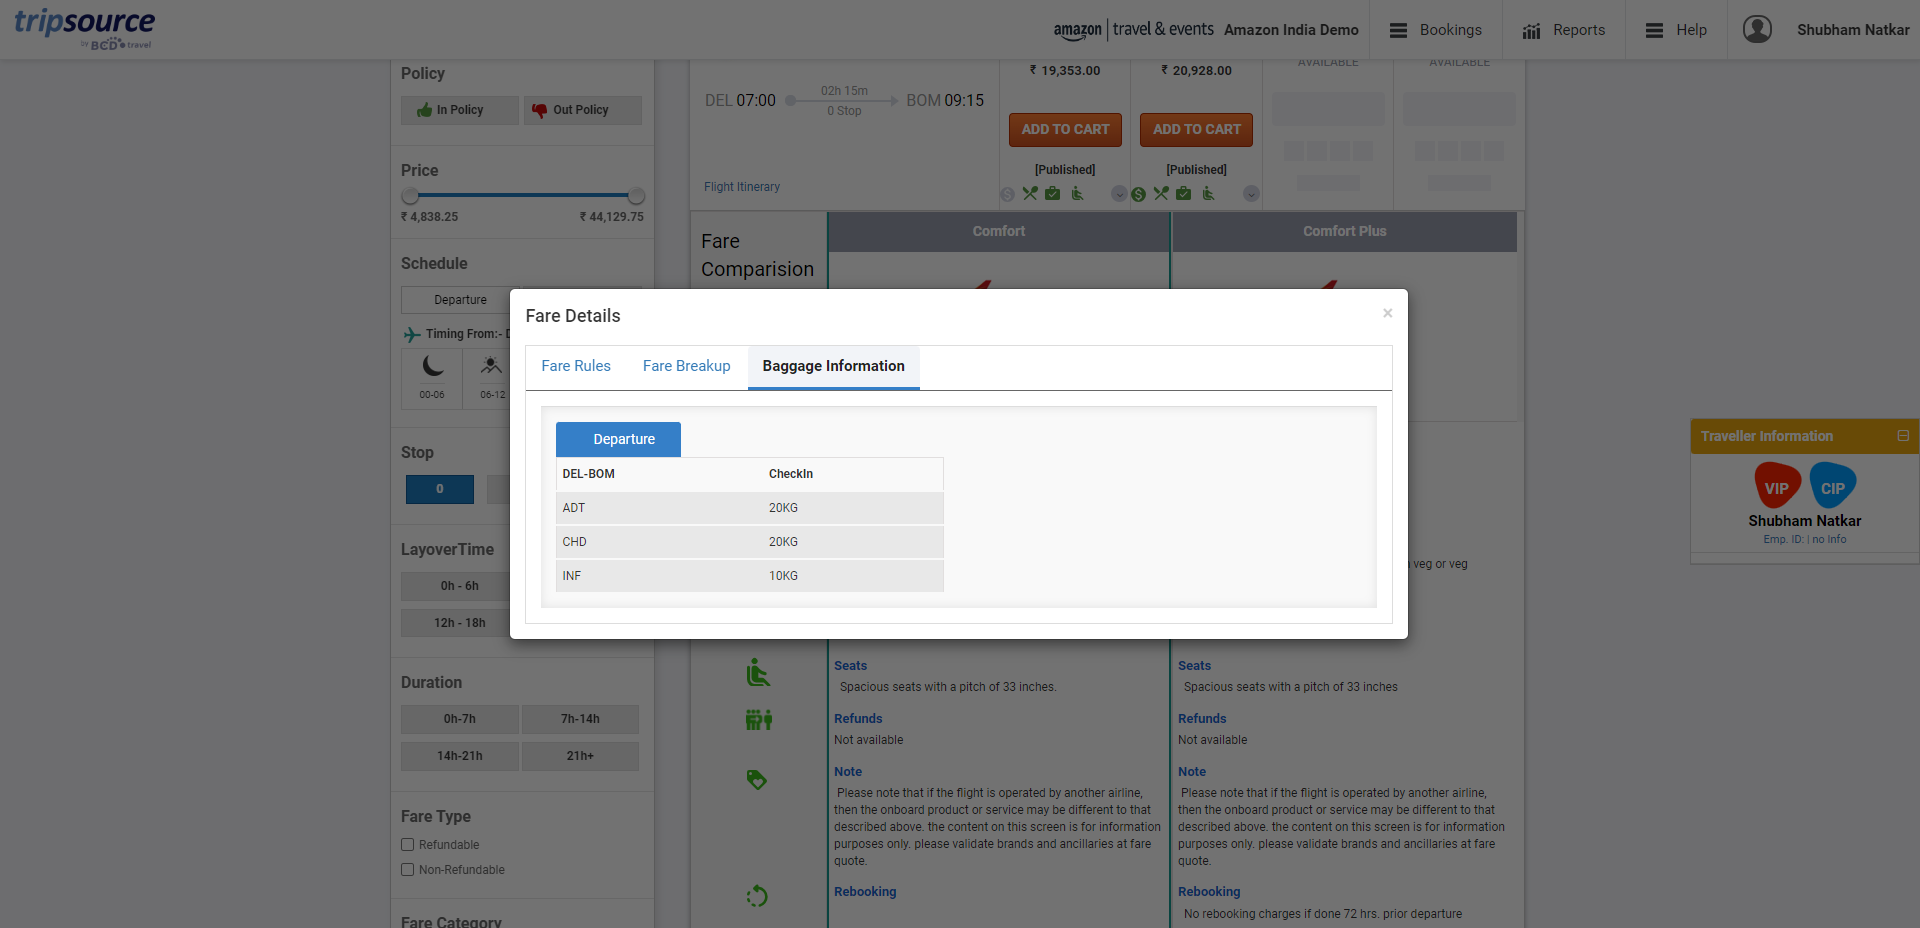 tripsource
by BCD travel
amazon | travel & events Amazon India Demo
Bookings
Reports
Help
Shubham Natkar
Policy
In Policy
Out Policy
Price
₹ 4,838.25
₹ 44,129.75
Schedule
Departure
Timing From:- D
00-06
06-12
Stop
0
LayoverTime
0h - 6h
12h - 18h
Duration
0h-7h
7h-14h
14h-21h
21h+
Fare Type
Refundable
Non-Refundable
Fare Category
DEL 07:00
02h 15m
0 Stop
BOM 09:15
Flight Itinerary
₹ 19,353.00
ADD TO CART
[Published]
₹ 20,928.00
ADD TO CART
[Published]
AVAILABLE
AVAILABLE
Fare
Comparision
Comfort
Comfort Plus
Fare Details
×
Fare Rules
Fare Breakup
Baggage Information
Departure
DEL-BOM CheckIn
ADT 20KG
CHD 20KG
INF 10KG
veg or veg
Seats
Spacious seats with a pitch of 33 inches.
Refunds
Not available
Note
Please note that if the flight is operated by another airline,
then the onboard product or service may be different to that
described above. the content on this screen is for information
purposes only. please validate brands and ancillaries at fare
quote.
Rebooking
Seats
Spacious seats with a pitch of 33 inches
Refunds
Not available
Note
Please note that if the flight is operated by another airline,
then the onboard product or service may be different to that
described above. the content on this screen is for information
purposes only. please validate brands and ancillaries at fare
quote.
Rebooking
No rebooking charges if done 72 hrs. prior departure
Traveller Information
VIP
CIP
Shubham Natkar
Emp. ID: | no Info